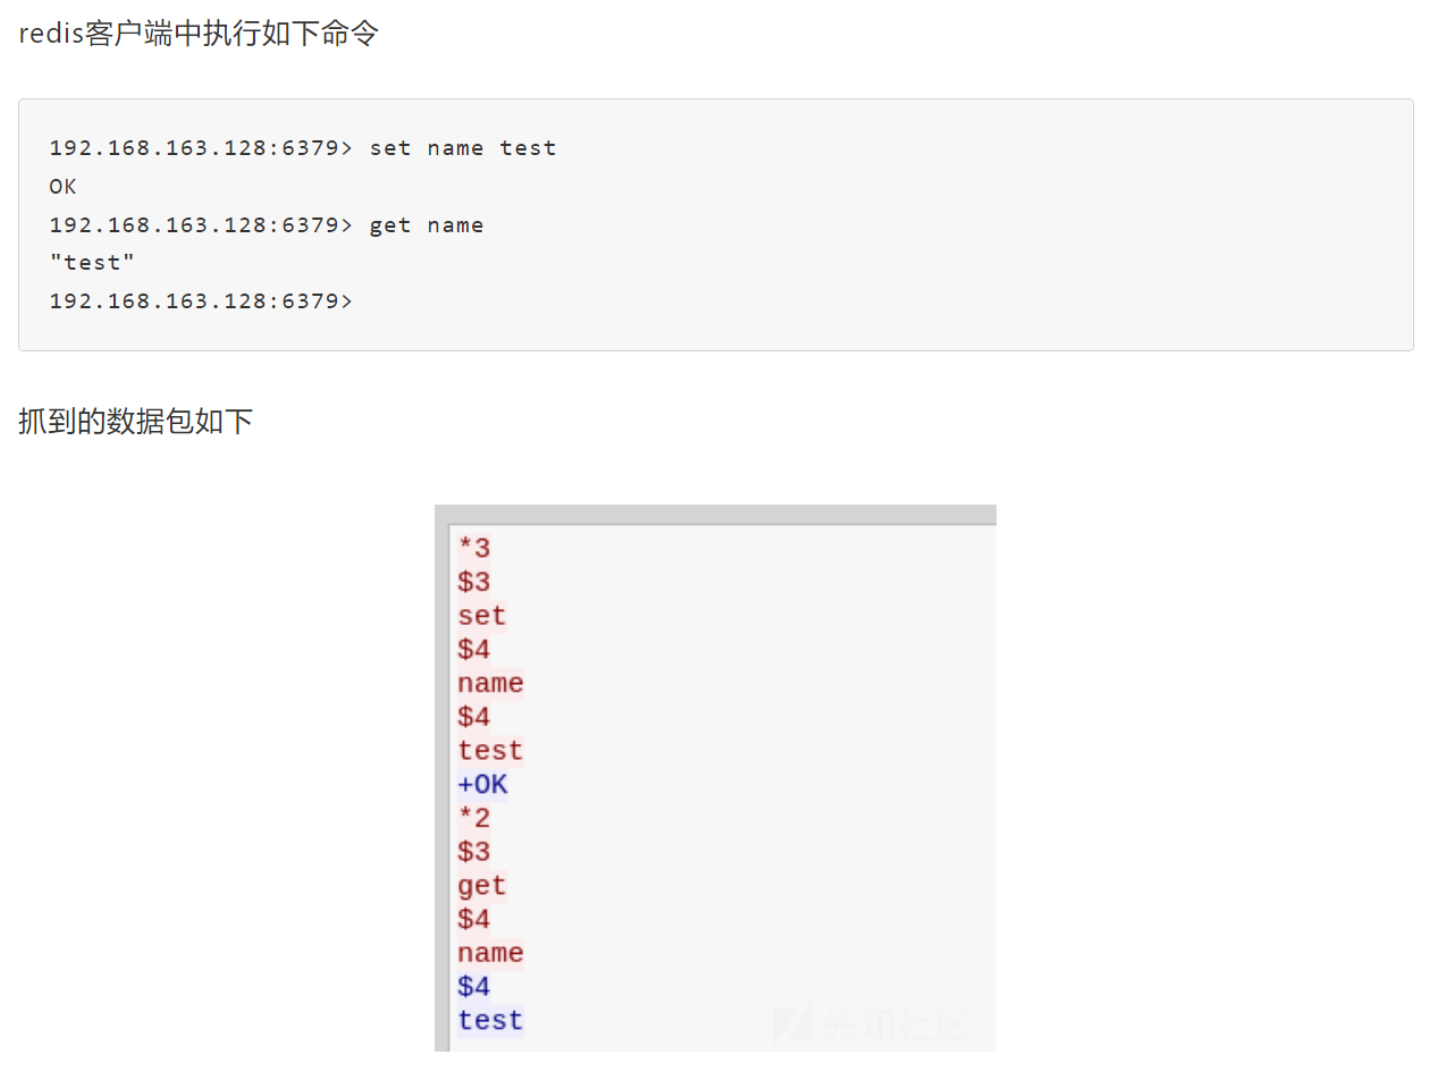 redis客户端中执行如下命令
192.168.163.128:6379> set name test
OK
192.168.163.128:6379> get name
"test"
192.168.163.128:6379>
抓到的数据包如下
*3
$3
set
$4
name
$4
test
+OK
*2
$3
get
$4
name
$4
test
先知社区